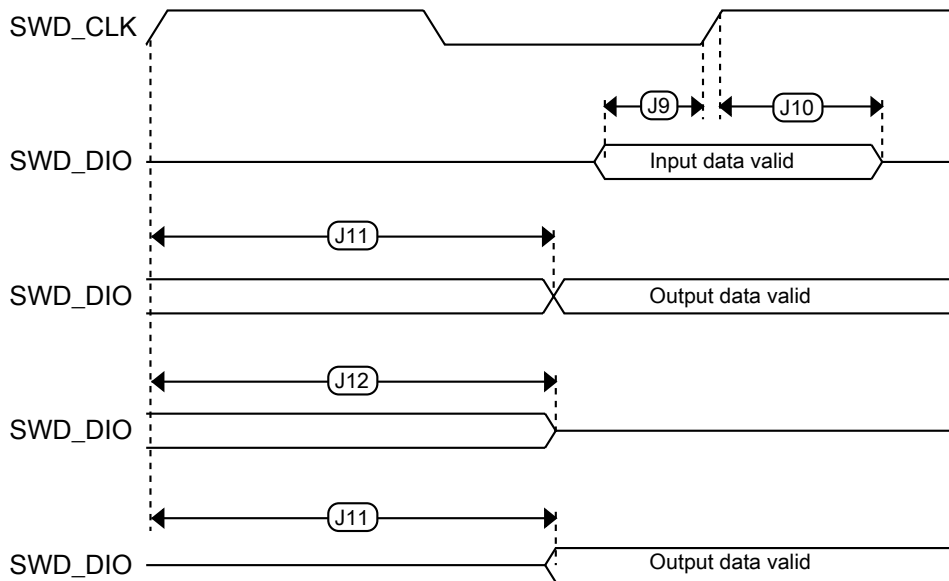 SWD_CLK
J9
J10
SWD_DIO
Input data valid
J11
SWD_DIO
Output data valid
J12
SWD_DIO
J11
SWD_DIO
Output data valid